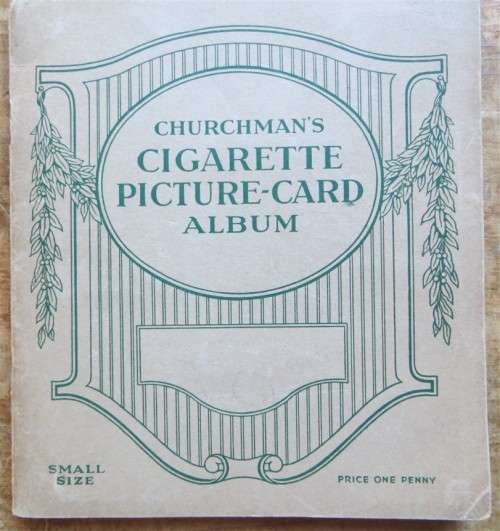 CHURCHMAN'S
CIGARETTE
PICTURE-CARD
ALBUM
SMALL
SIZE
PRICE ONE PENNY